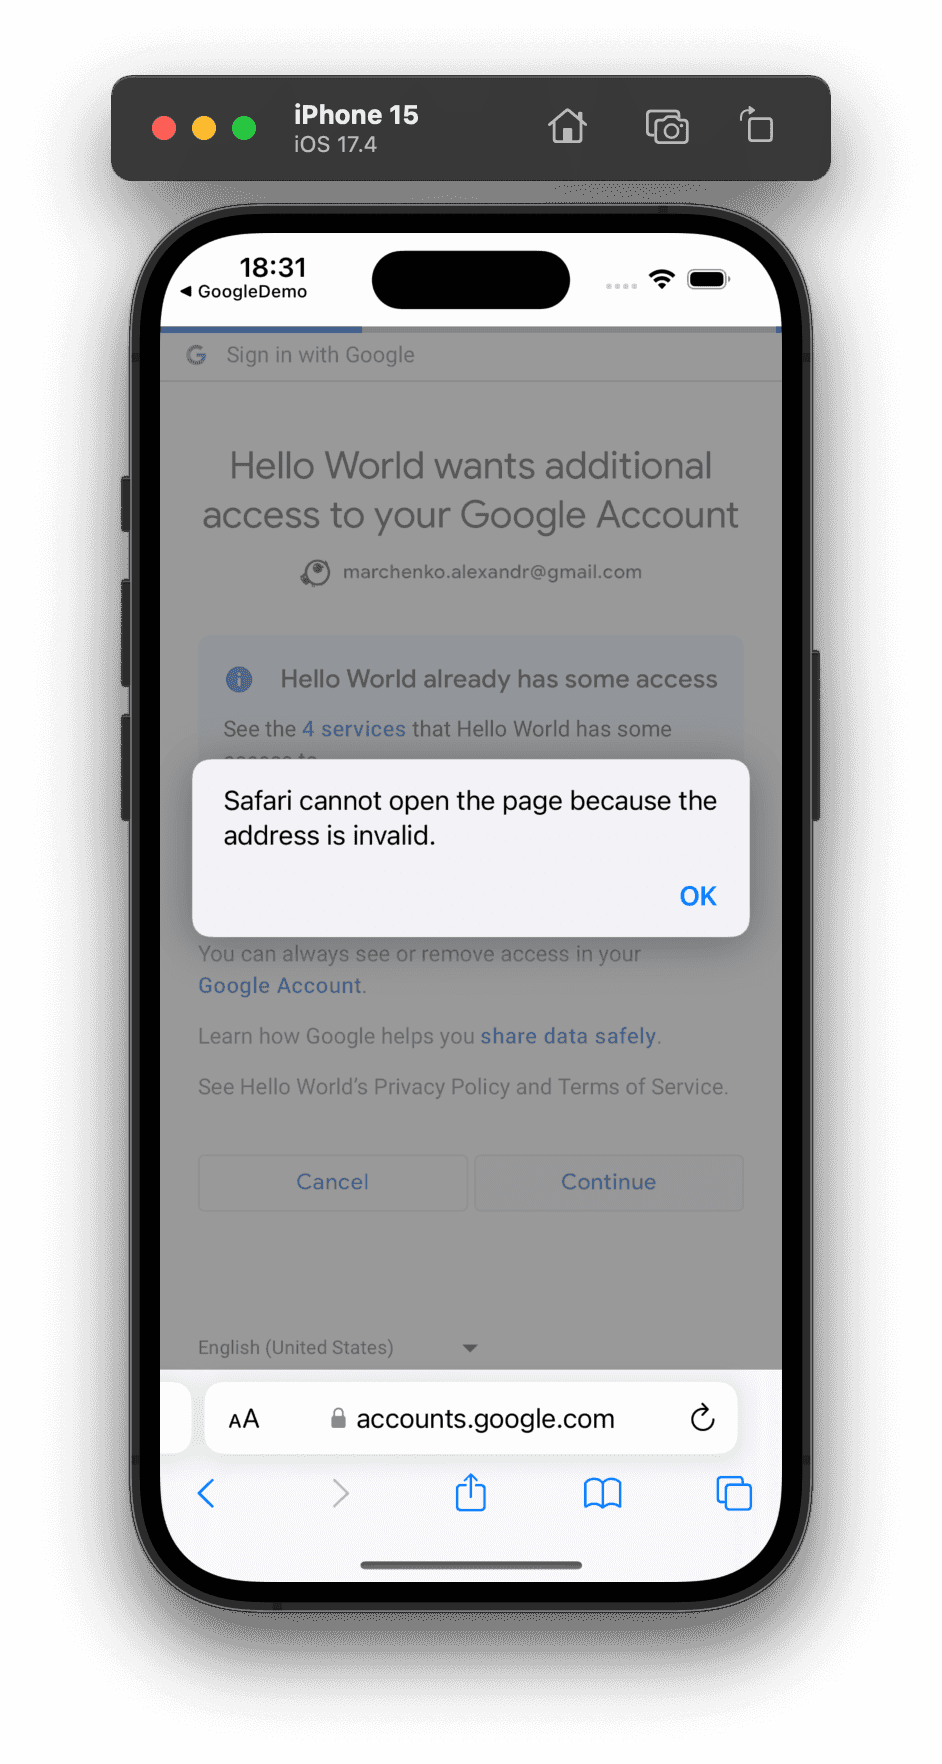 iPhone 15
iOS 17.4
18:31
◀ GoogleDemo
Sign in with Google
Hello World wants additional
access to your Google Account
marchenko.alexandr@gmail.com
Hello World already has some access
See the 4 services that Hello World has some
access to.
Safari cannot open the page because the
address is invalid.
OK
You can always see or remove access in your
Google Account.
Learn how Google helps you share data safely.
See Hello World's Privacy Policy and Terms of Service.
Cancel
Continue
English (United States)
AA
accounts.google.com